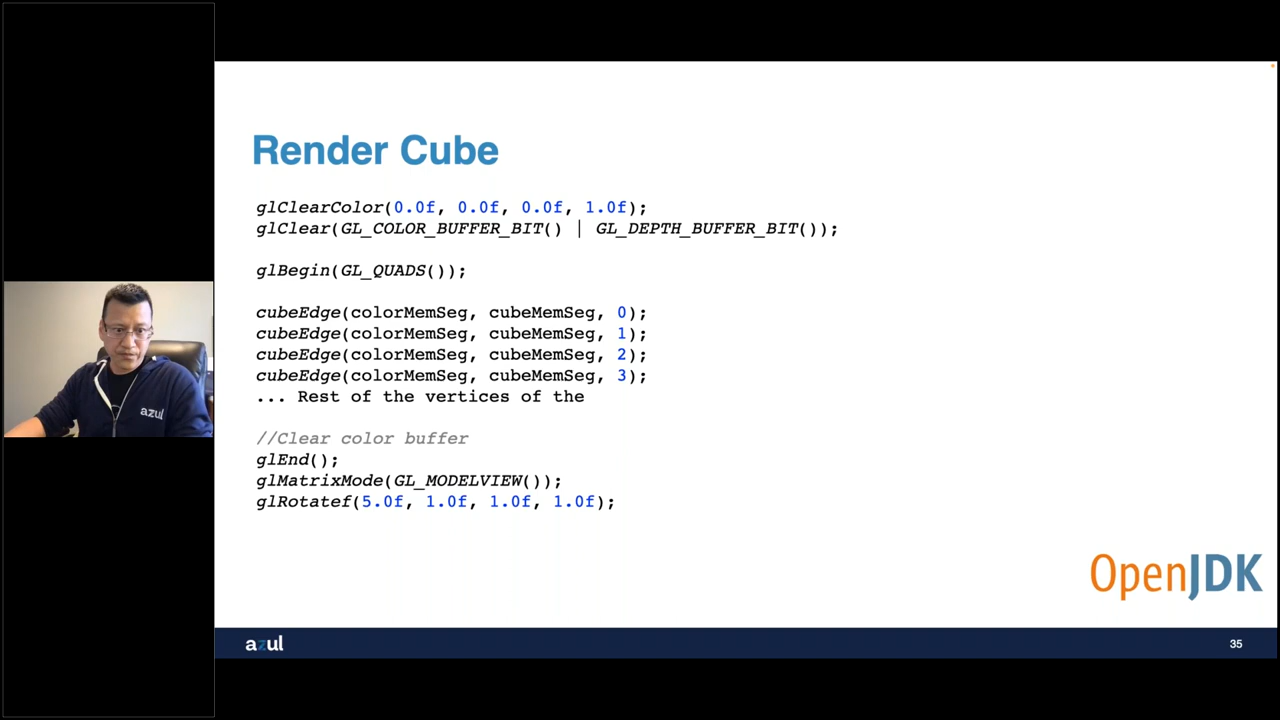 Render Cube
glClearColor(0.0f, 0.0f, 0.0f, 1.0f);
glClear(GL_COLOR_BUFFER_BIT() | GL_DEPTH_BUFFER_BIT());
glBegin(GL_QUADS());
cubeEdge(colorMemSeg, cubeMemSeg, 0);
cubeEdge(colorMemSeg, cubeMemSeg, 1);
cubeEdge(colorMemSeg, cubeMemSeg, 2);
cubeEdge(colorMemSeg, cubeMemSeg, 3);
... Rest of the vertices of the
//Clear color buffer
glEnd();
glMatrixMode(GL_MODELVIEW());
glRotatef(5.0f, 1.0f, 1.0f, 1.0f);
azul
OpenJDK
azul
35